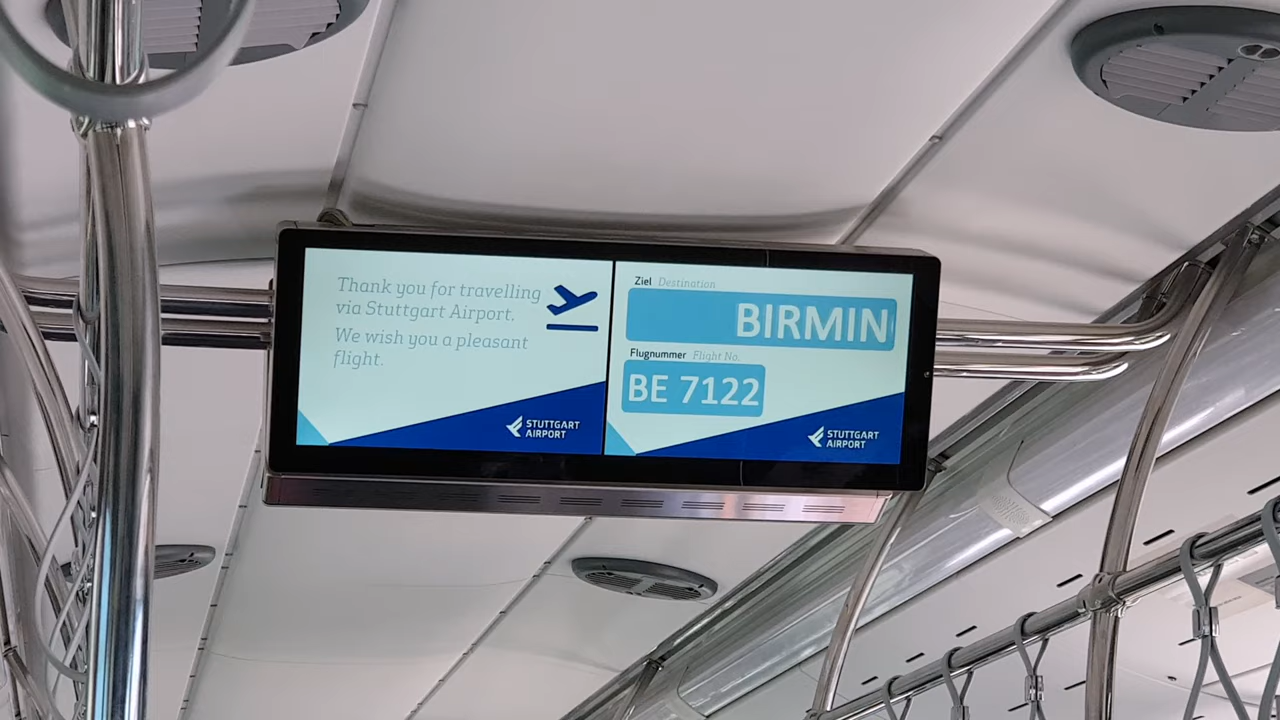 Thank you for travelling
via Stuttgart Airport.
We wish you a pleasant
flight.
STUTTGART
AIRPORT
Ziel Destination
BIRMIN
Flugnummer Flight No.
BE 7122
STUTTGART
AIRPORT